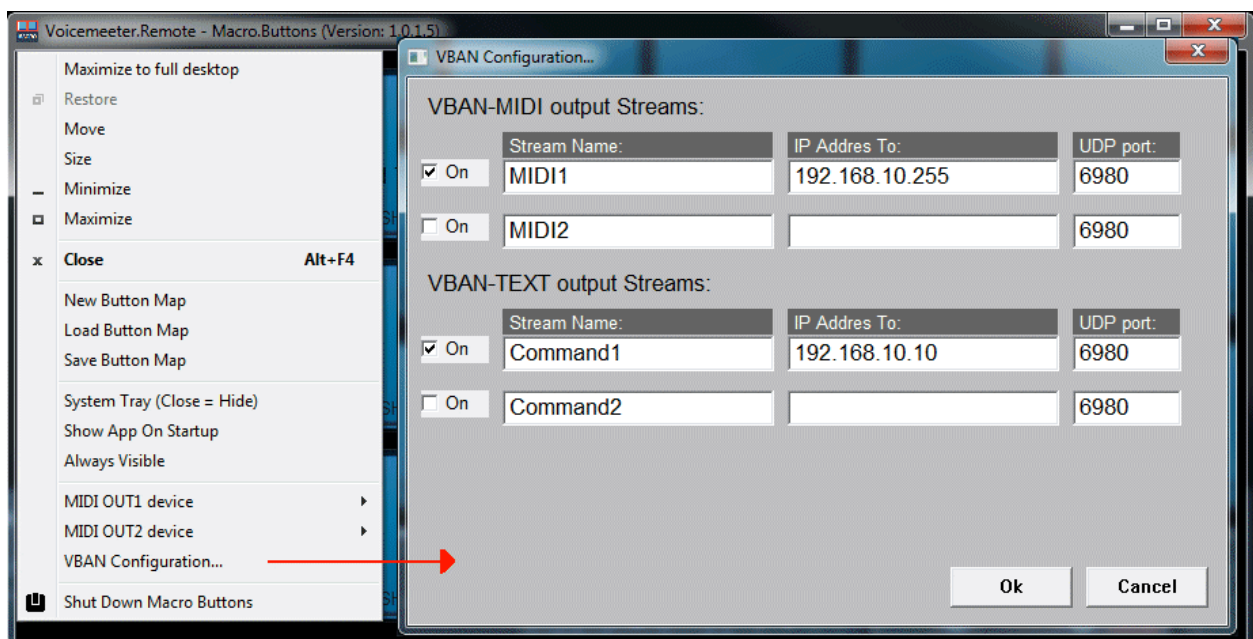 Voicemeeter.Remote - Macro.Buttons (Version: 1.0.1.5)
Maximize to full desktop
Restore
Move
Size
Minimize
Maximize
Close Alt+F4
New Button Map
Load Button Map
Save Button Map
System Tray (Close = Hide)
Show App On Startup
Always Visible
MIDI OUT1 device
MIDI OUT2 device
VBAN Configuration...
Shut Down Macro Buttons
VBAN Configuration...
VBAN-MIDI output Streams:
Stream Name: IP Addres To: UDP port:
On MIDI1 192.168.10.255 6980
On MIDI2 6980
VBAN-TEXT output Streams:
Stream Name: IP Addres To: UDP port:
On Command1 192.168.10.10 6980
On Command2 6980
Ok Cancel